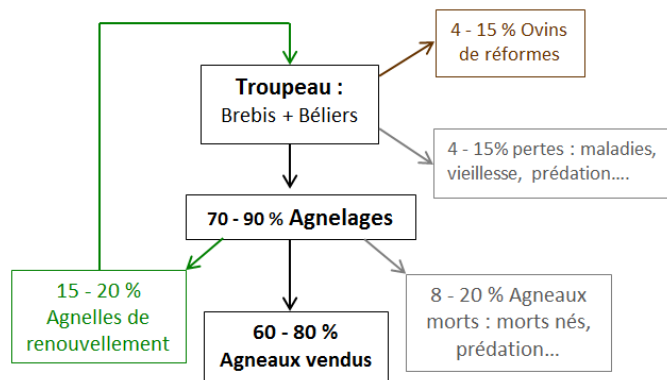 4 - 15 % Ovins
de réformes
Troupeau :
Brebis + Béliers
4 - 15% pertes : maladies,
vieillesse, prédation....
70 - 90 % Agnelages
15 - 20 %
Agnelles de
renouvellement
60 - 80 %
Agneaux vendus
8 - 20 % Agneaux
morts : morts nés,
prédation...